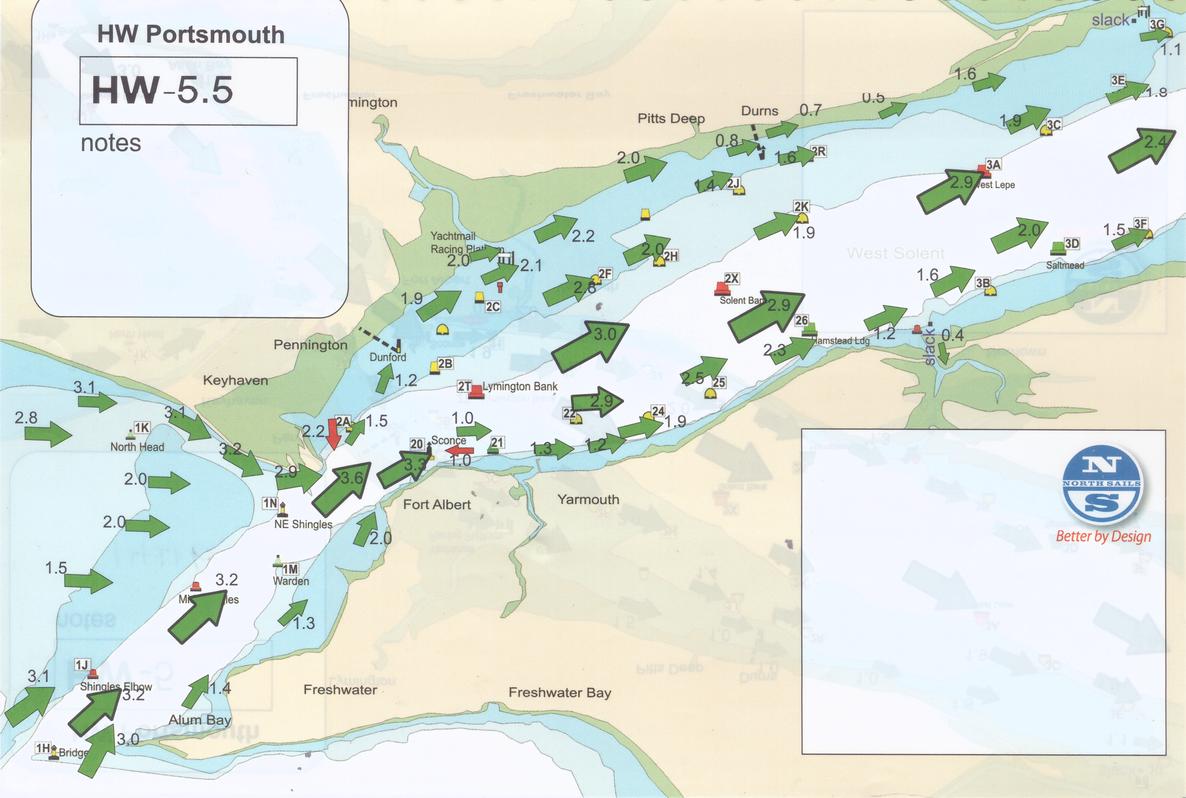 HW Portsmouth
HW-5.5
notes
slack
3G
1.1
1.6
3E
1.8
mington
0.5
Pitts Deep
Durns
0.7
1.9
3C
0.8
1.6
2R
2.4
2.0
1.4
2J
3A
2.9
West Lepe
2K
1.9
Yachtmail
Racing Platform
2.2
2.0
2.0
2H
West Solent
2.0
3D
Saltmead
1.5
3F
2.1
2F
2.8
2X
Solent Bank
2.9
1.6
3B
1.9
2C
26
Hamstead Ldg
1.2
slack
0.4
Pennington
Dunford
3.0
2.3
2B
1.2
Keyhaven
2T
Lymington Bank
2.5
25
3.1
2.8
1K
North Head
3.1
2.2
2A
1.5
1.0
22
2.9
24
1.9
3.2
20
Sconce
21
1.0
1.3
1.2
2.0
2.9
3.6
3.3
Fort Albert
Yarmouth
1N
NE Shingles
2.0
2.0
1.5
1M
Warden
3.2
1.3
NORTH SAILS
N
S
Better by Design
3.1
1J
Shingles Elbow
3.2
1.4
Freshwater
Freshwater Bay
Alum Bay
3.0
1H
Bridge